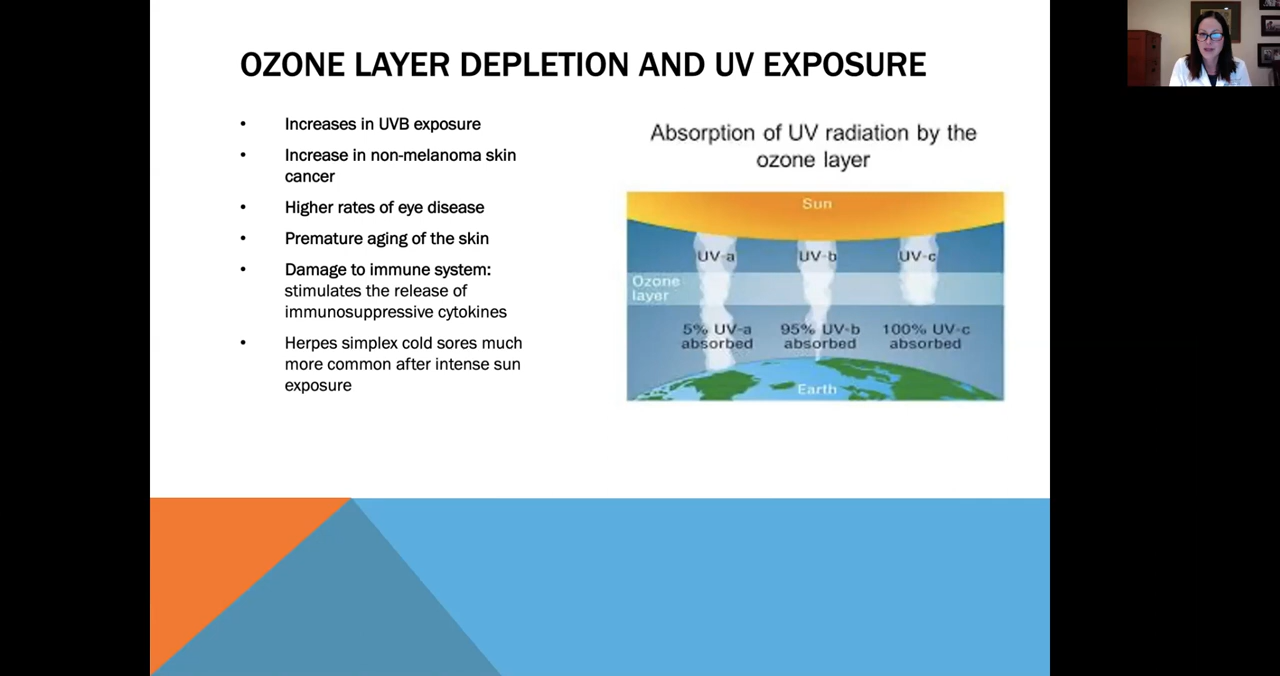 OZONE LAYER DEPLETION AND UV EXPOSURE
• Increases in UVB exposure
• Increase in non-melanoma skin
cancer
• Higher rates of eye disease
• Premature aging of the skin
• Damage to immune system:
stimulates the release of
immunosuppressive cytokines
• Herpes simplex cold sores much
more common after intense sun
exposure
Absorption of UV radiation by the
ozone layer
Sun
UV-a UV-b UV-c
Ozone
layer
5% UV-a 95% UV-b 100% UV-c
absorbed absorbed absorbed
Earth